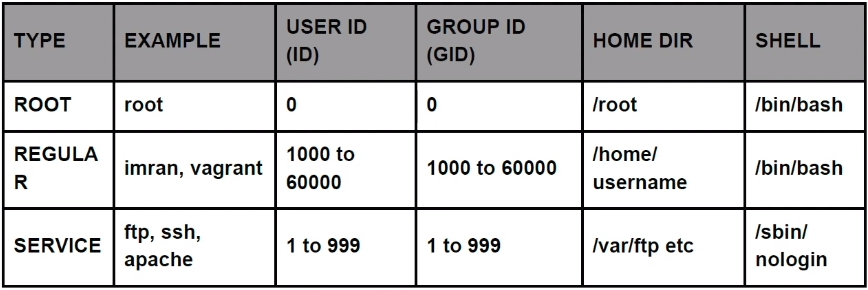 TYPE EXAMPLE USER ID (ID) GROUP ID (GID) HOME DIR SHELL
ROOT root 0 0 /root /bin/bash
REGULA R imran, vagrant 1000 to 60000 1000 to 60000 /home/ username /bin/bash
SERVICE ftp, ssh, apache 1 to 999 1 to 999 /var/ftp etc /sbin/ nologin